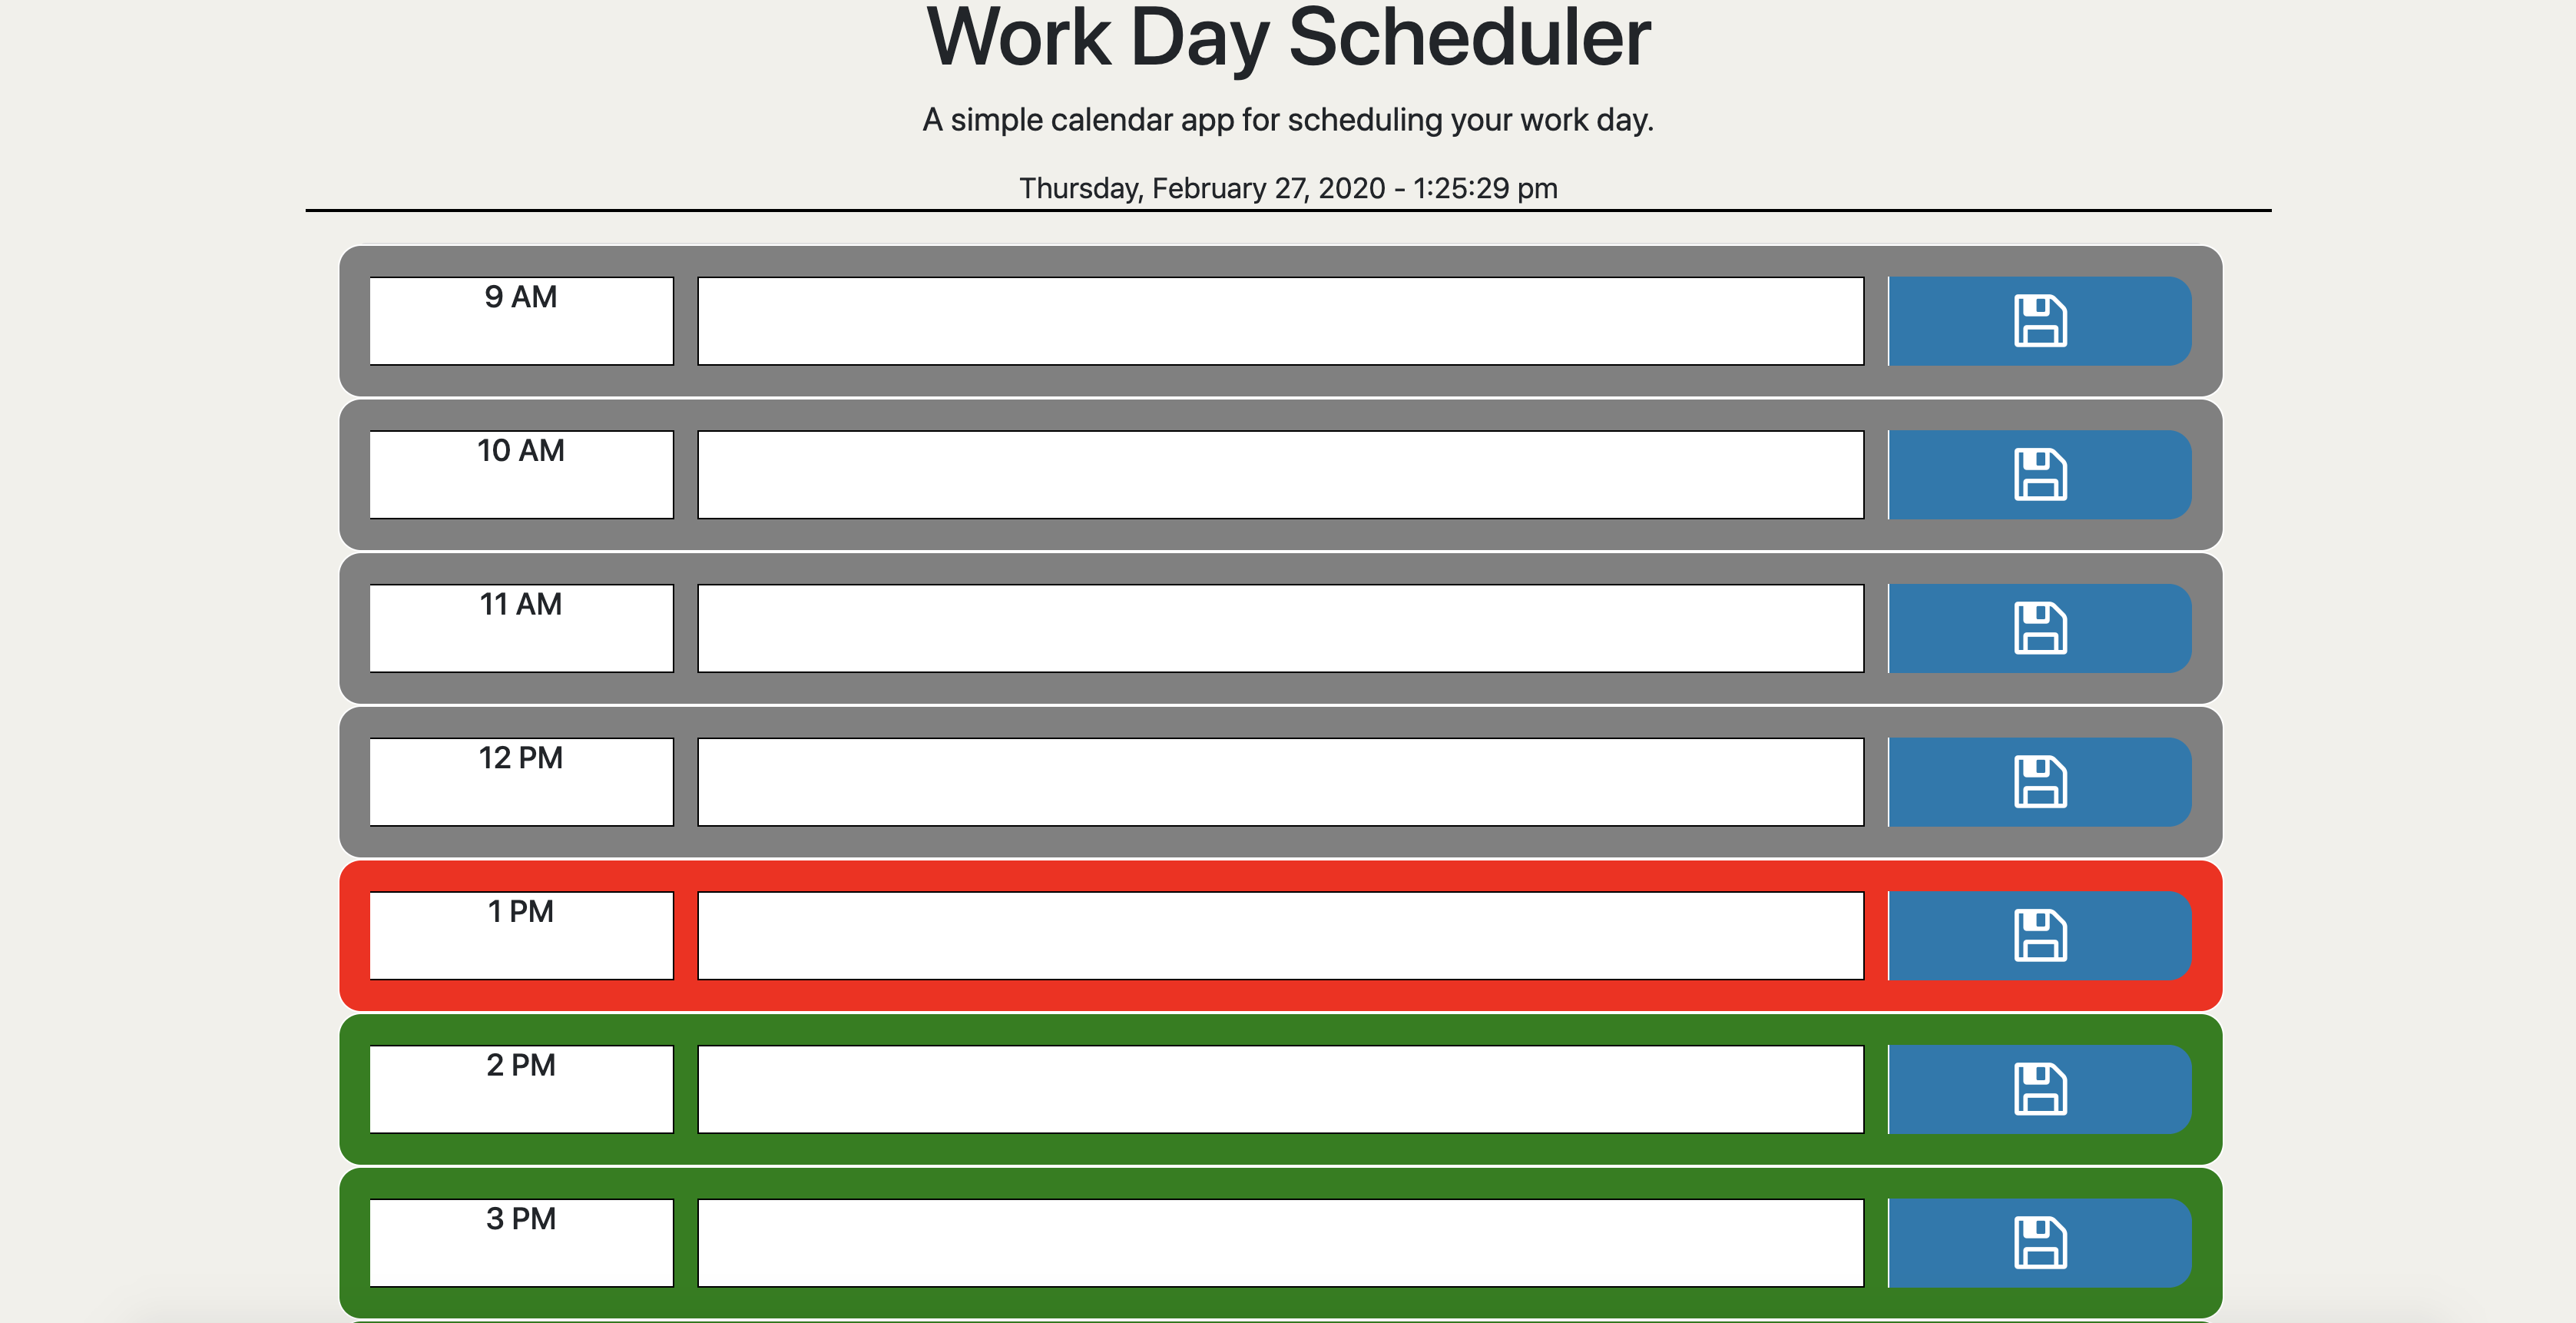 Work Day Scheduler
A simple calendar app for scheduling your work day.
Thursday, February 27, 2020 - 1:25:29 pm
9 AM
10 AM
11 AM
12 PM
1 PM
2 PM
3 PM